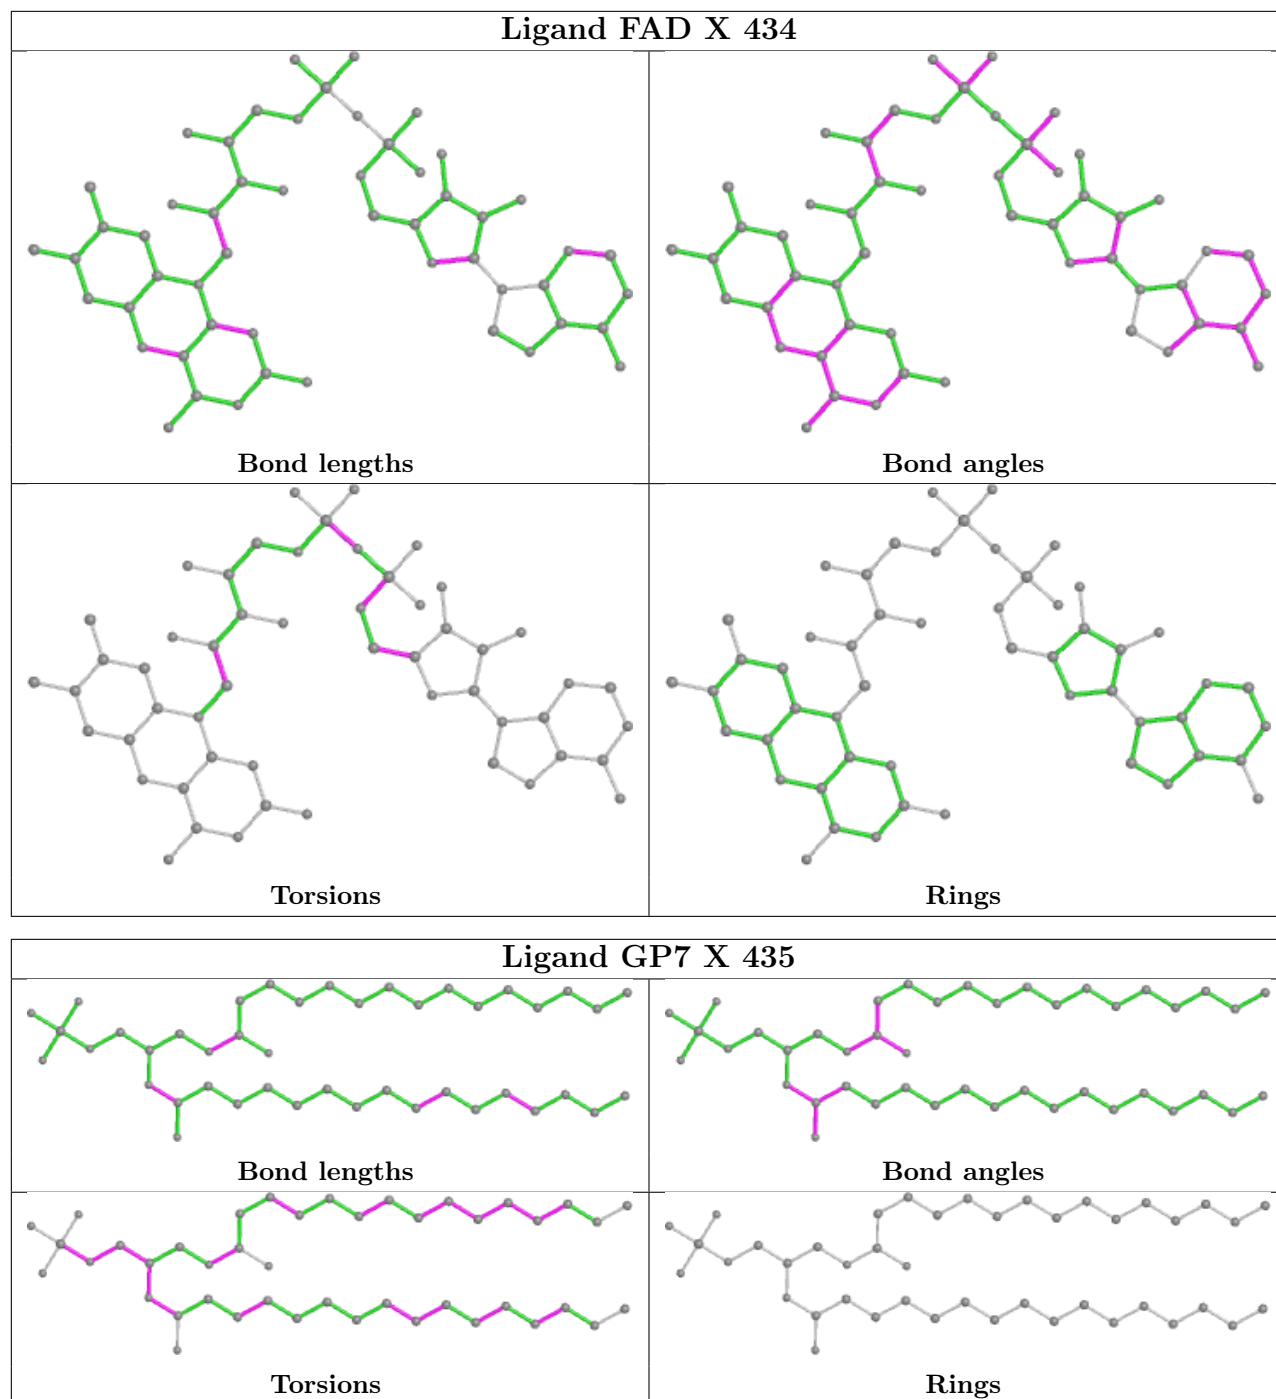 Ligand FAD X 434
Bond lengths
Bond angles
Torsions
Rings
Ligand GP7 X 435
Bond lengths
Bond angles
Torsions
Rings